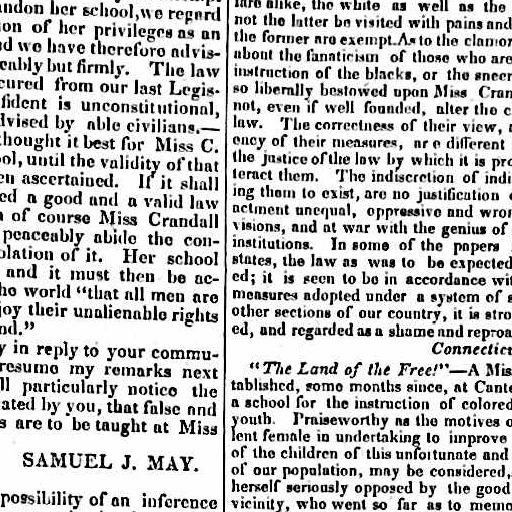 andon her school, we regard
ion of her privileges as an
d we have therefore advis-
ceably but firmly. The law
cured from our last Legis-
fident is unconstitutional,
dvised by able civilians.—
thought it best for Miss C.
ol, until the validity of that
en ascertained. If it shall
ed a good and a valid law
n of course Miss Crandall
peaceably abide the con-
olation of it. Her school
and it must then be ac-
he world "that all men are
joy their unalienable rights
nd."
y in reply to your commu-
resume my remarks next
ll particularly notice the
ated by you, that false and
s are to be taught at Miss
SAMUEL J. MAY.
possibility of an inference
fare alike, the white as well as the
not the latter be visited with pains and
the former are exempt. As to the clamor
about the fanaticism of those who are
instruction of the blacks, or the sneer
so liberally bestowed upon Miss Cran
not, even if well founded, alter the c
law. The correctness of their view,
ency of their measures, are different
the justice of the law by which it is pro
teract them. The indiscretion of indi
ing them to exist, are no justification
actment unequal, oppressive and wron
visions, and at war with the genius of
institutions. In some of the papers
states, the law as was to be expected
ed; it is seen to be in accordance wit
measures adopted under a system of s
other sections of our country, it is stro
ed, and regarded as a shame and reproa
Connecticut
"The Land of the Free!"—A Mis
tablished, some months since, at Cante
a school for the instruction of colored
youth. Praiseworthy as the motives o
lent female in undertaking to improve
of the children of this unfortunate and
of our population, may be considered,
herself seriously opposed by the good
vicinity, who went so far as to memo